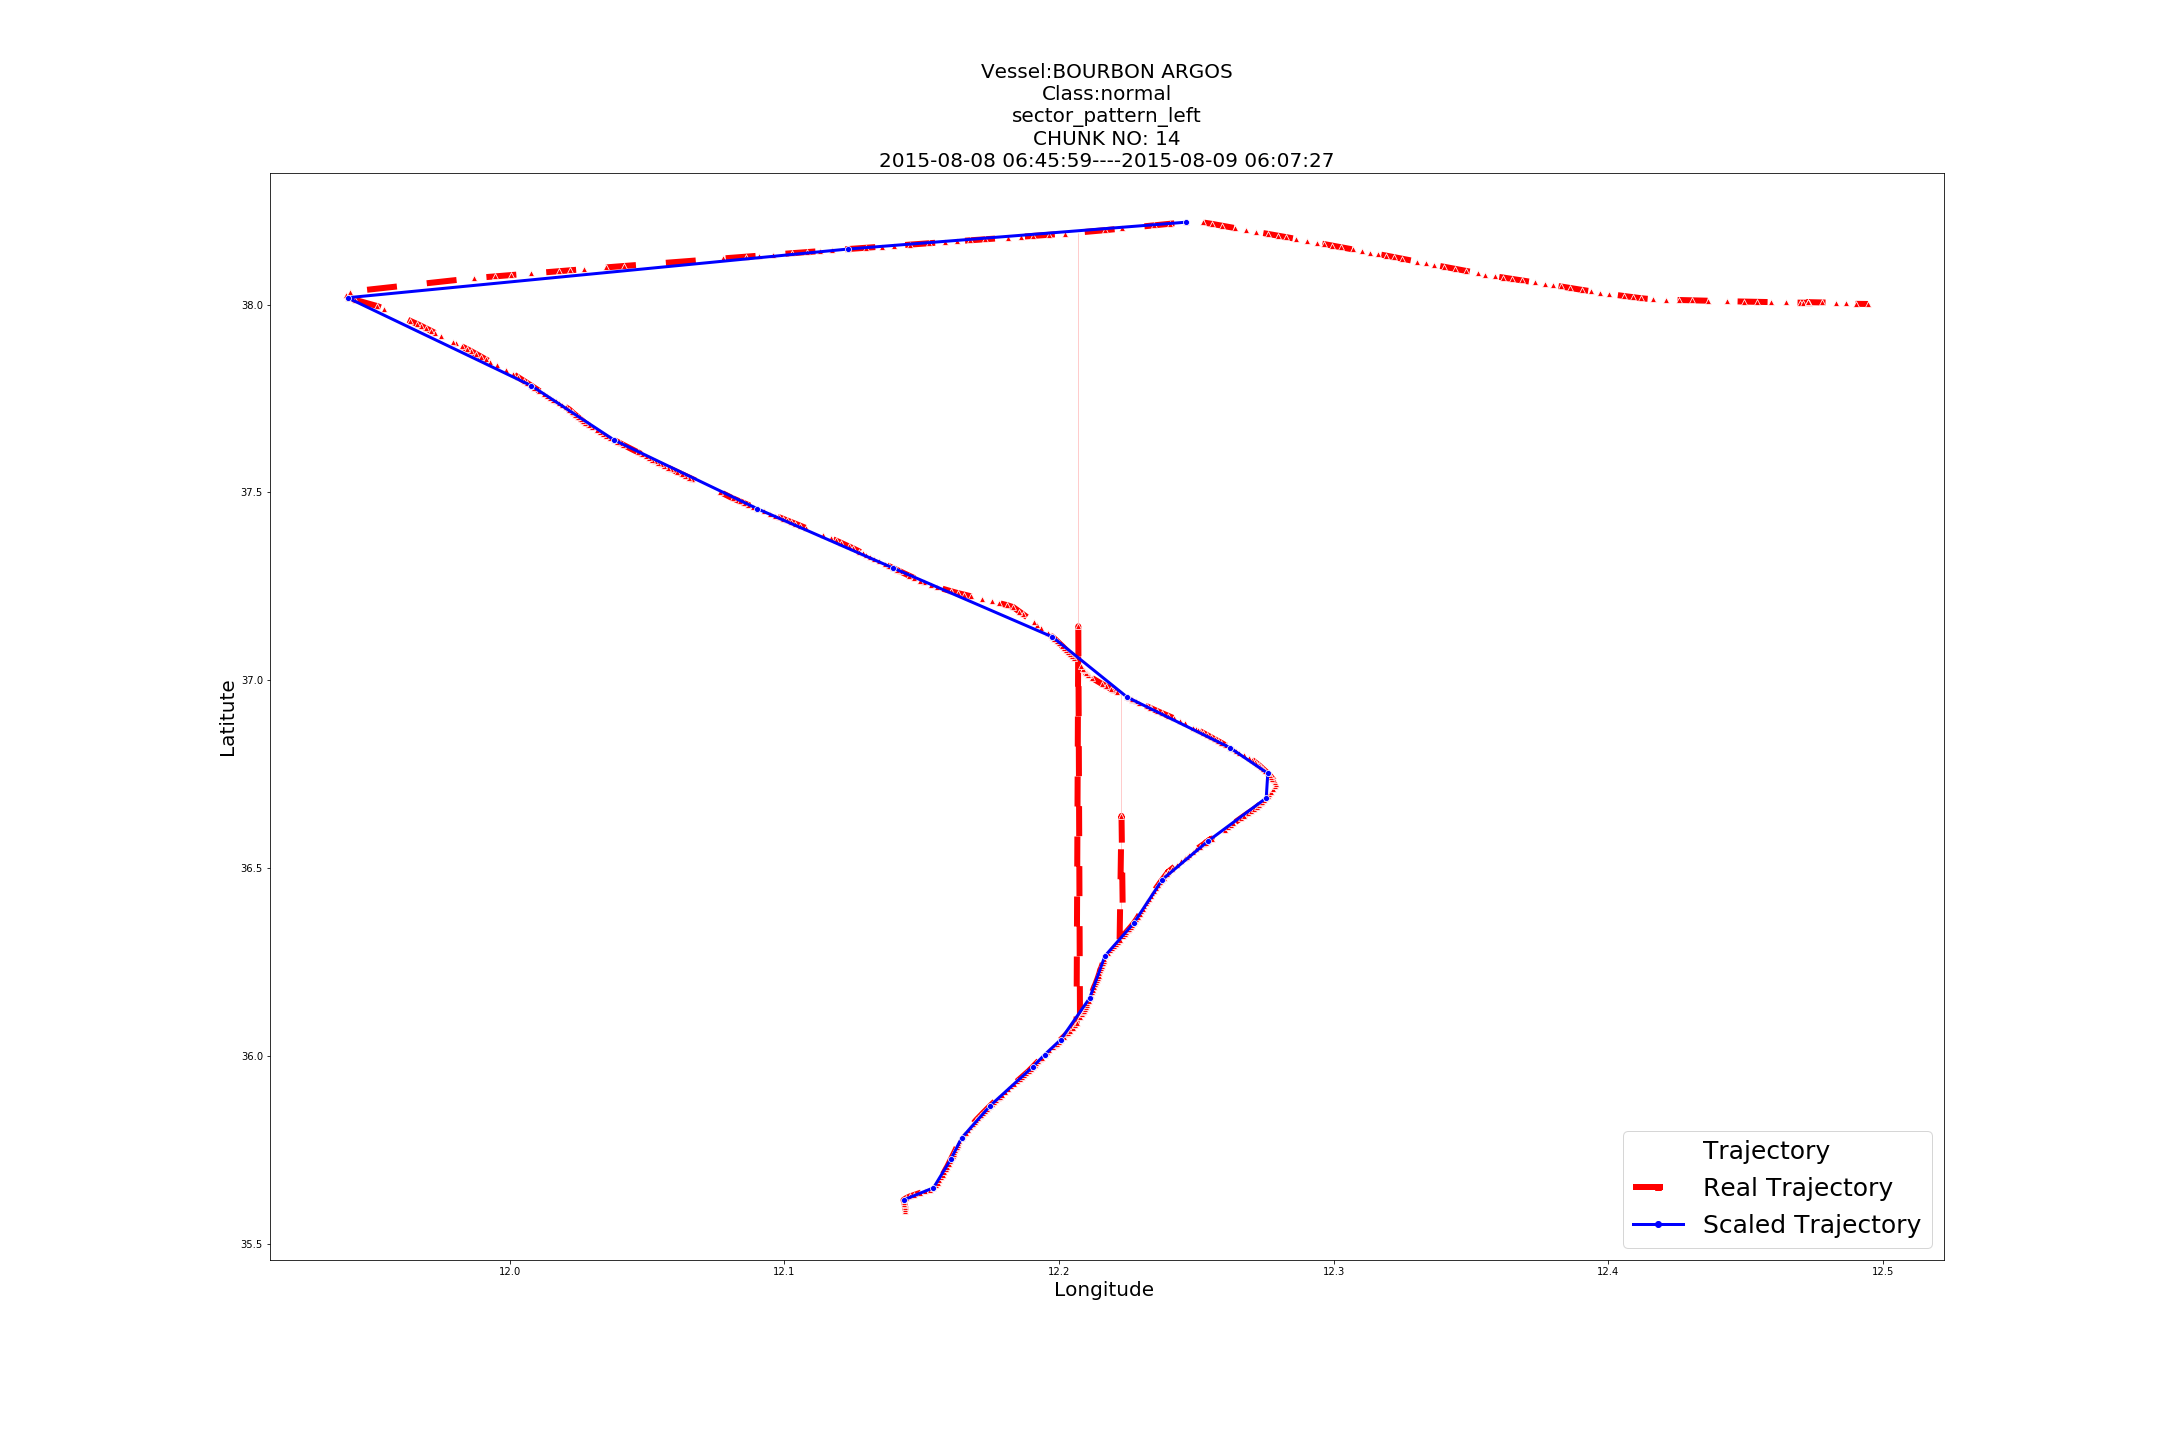 Vessel:BOURBON ARGOS
Class:normal
sector_pattern_left
CHUNK NO: 14
2015-08-08 06:45:59----2015-08-09 06:07:27
38.0
37.5
37.0
36.5
36.0
35.5
Latitute
12.0 12.1 12.2 12.3 12.4 12.5
Longitude
Trajectory
Real Trajectory
Scaled Trajectory